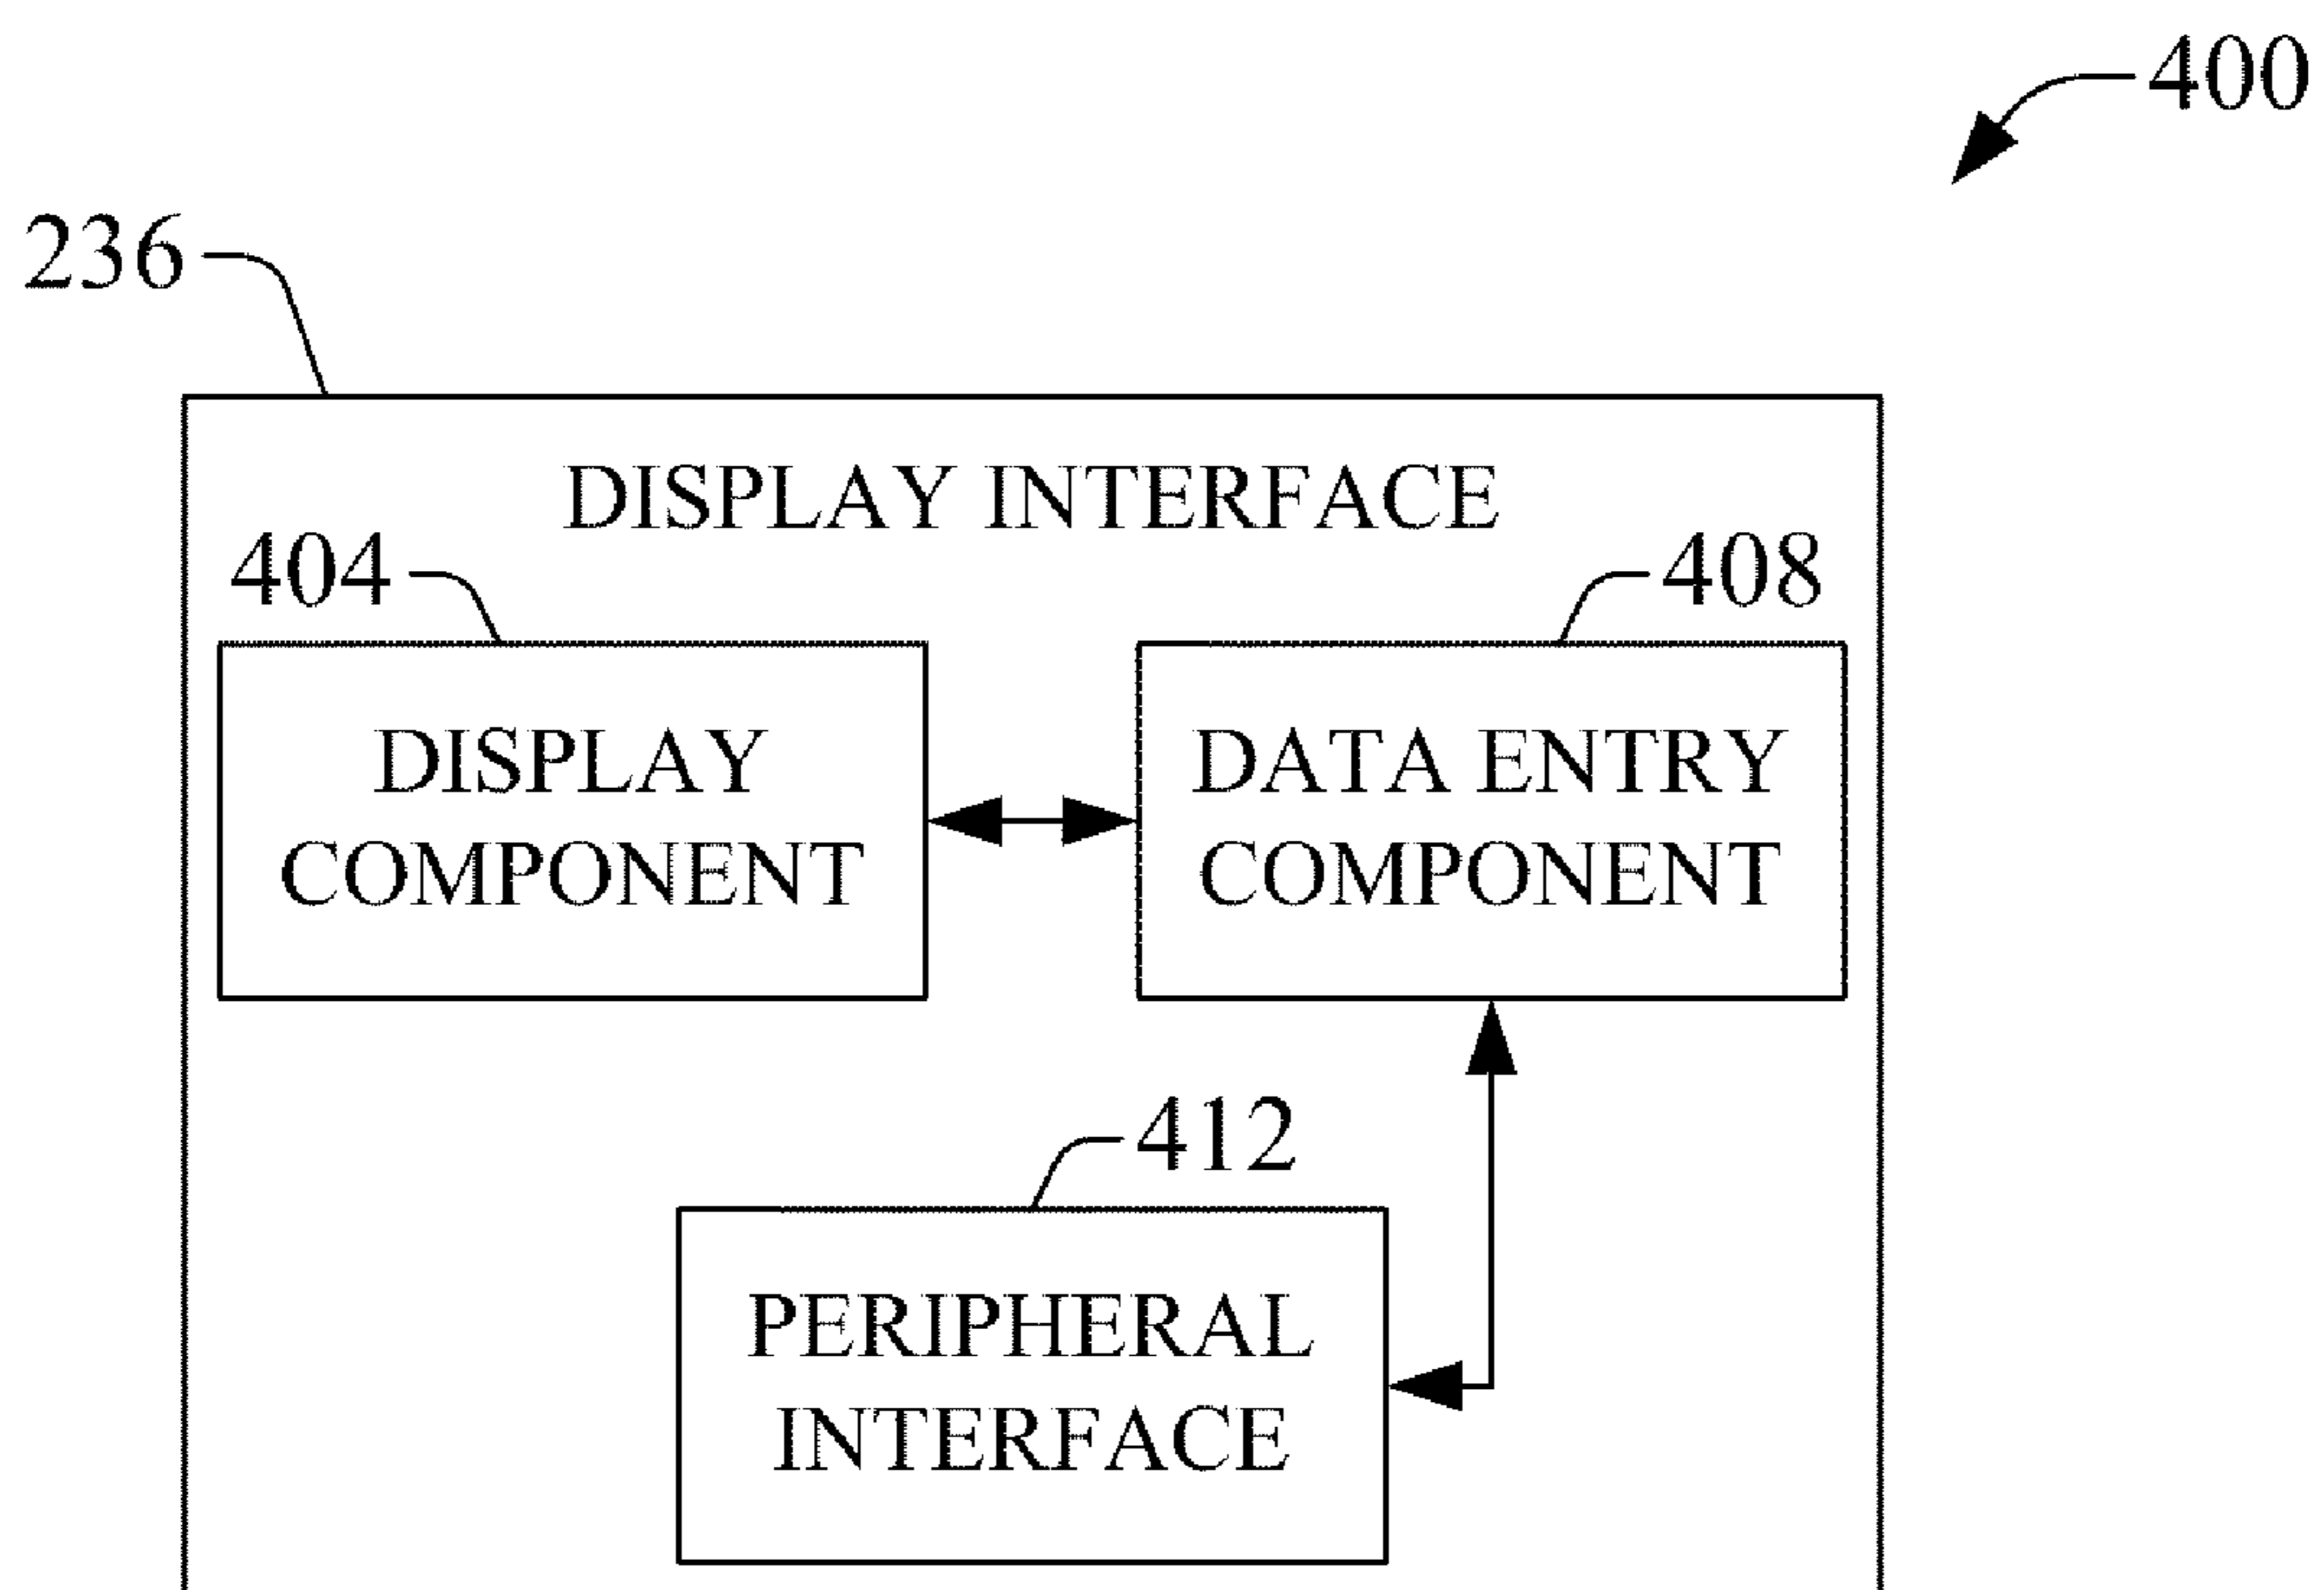 400
236
DISPLAY INTERFACE
404
408
DISPLAY
COMPONENT
DATA ENTRY
COMPONENT
412
PERIPHERAL
INTERFACE